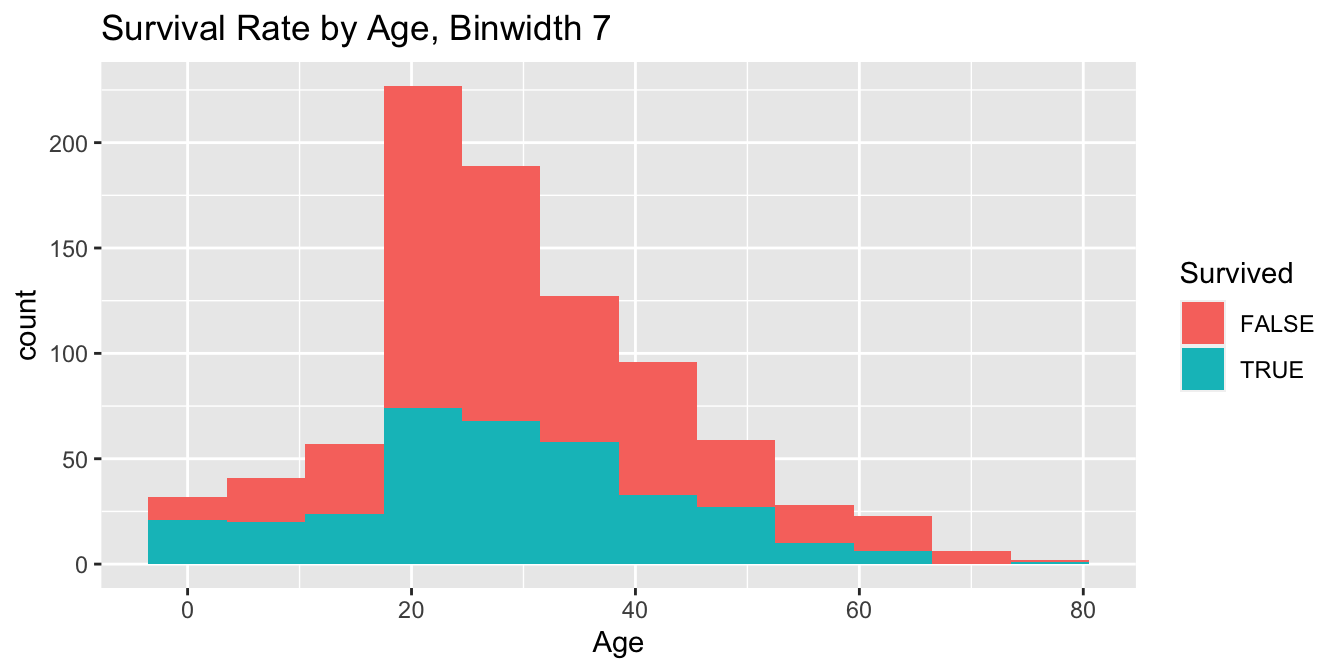 Survival Rate by Age, Binwidth 7
200
150
100
50
0
count
0 20 40 60 80
Age
Survived
FALSE
TRUE